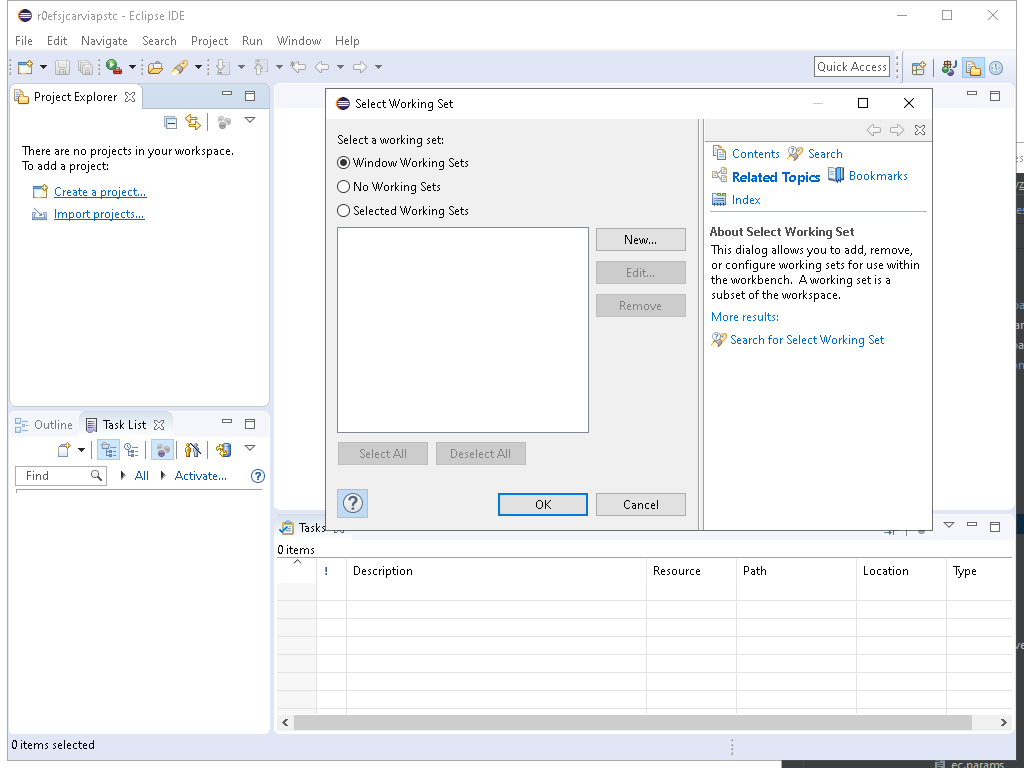 r0efsjcarviapstc - Eclipse IDE
File Edit Navigate Search Project Run Window Help
Quick Access
Project Explorer
There are no projects in your workspace.
To add a project:
Create a project...
Import projects...
Select Working Set
Select a working set:
Window Working Sets
No Working Sets
Selected Working Sets
New...
Edit...
Remove
Select All Deselect All
? OK Cancel
Contents Search
Related Topics Bookmarks
Index
About Select Working Set
This dialog allows you to add, remove,
or configure working sets for use within
the workbench. A working set is a
subset of the workspace.
More results:
Search for Select Working Set
Outline Task List
Find All Activate... ?
Tasks
0 items
! Description Resource Path Location Type
0 items selected
ec.params